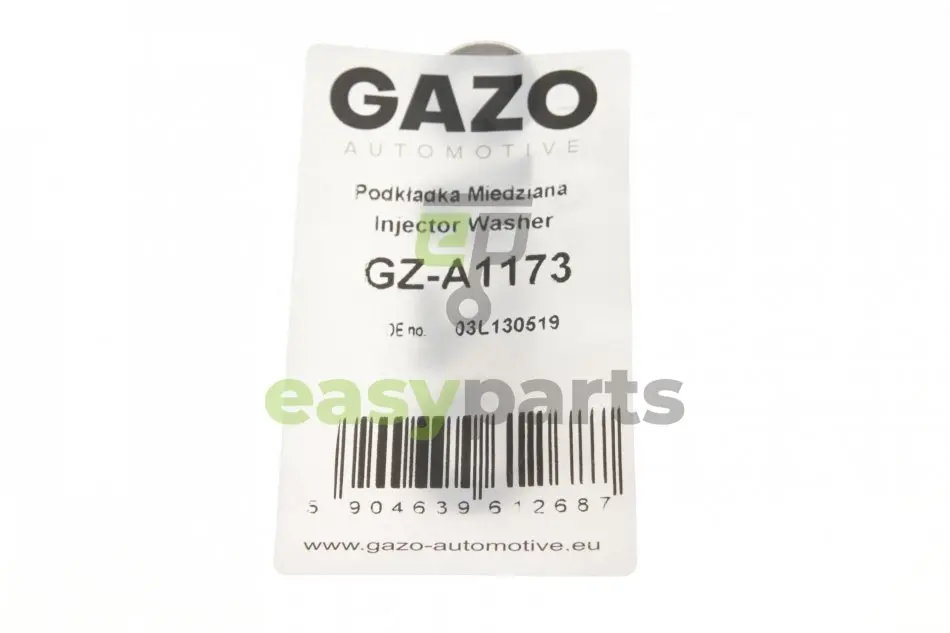 GAZO
AUTOMOTIVE
Podkładka Miedziana
Injector Washer
GZ-A1173
OE no. 03L130519
easyparts
5 904639 612687
www.gazo-automotive.eu